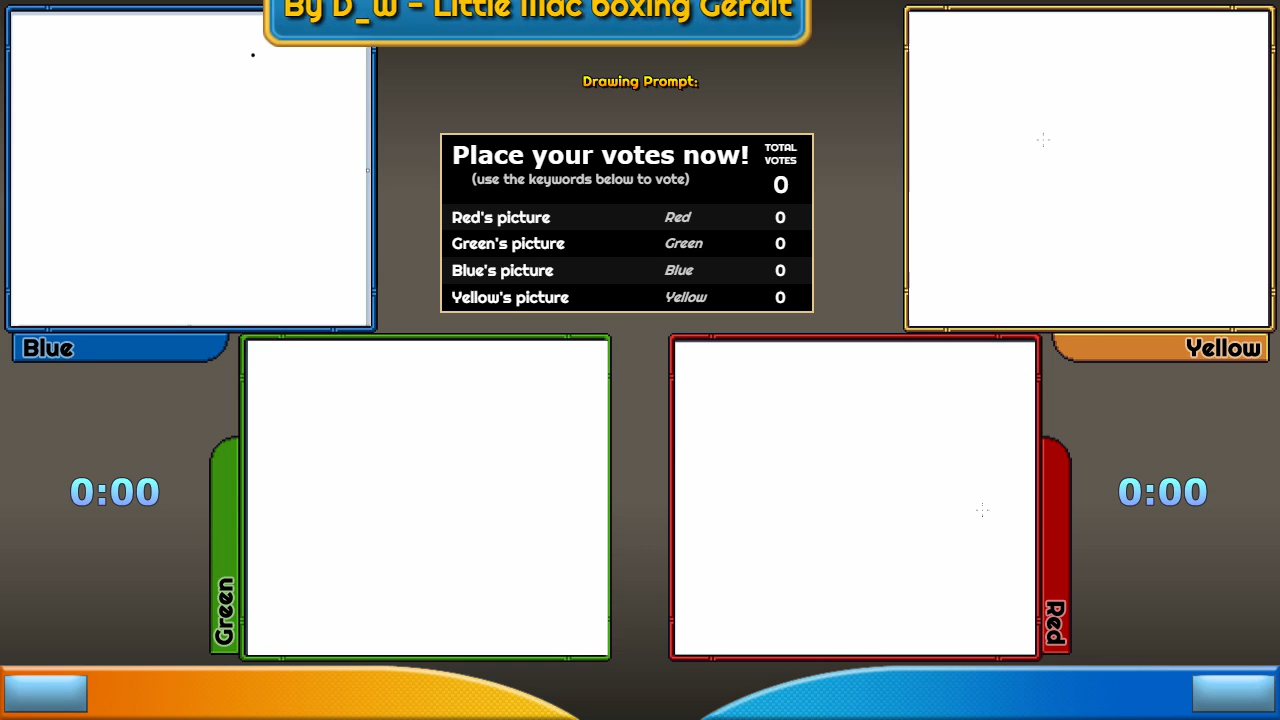 By D_W - Little Mac boxing Geralt
Drawing Prompt:
Place your votes now!
TOTAL VOTES
(use the keywords below to vote)
0
Red's picture Red 0
Green's picture Green 0
Blue's picture Blue 0
Yellow's picture Yellow 0
Blue
Yellow
0:00
0:00
Green
Red